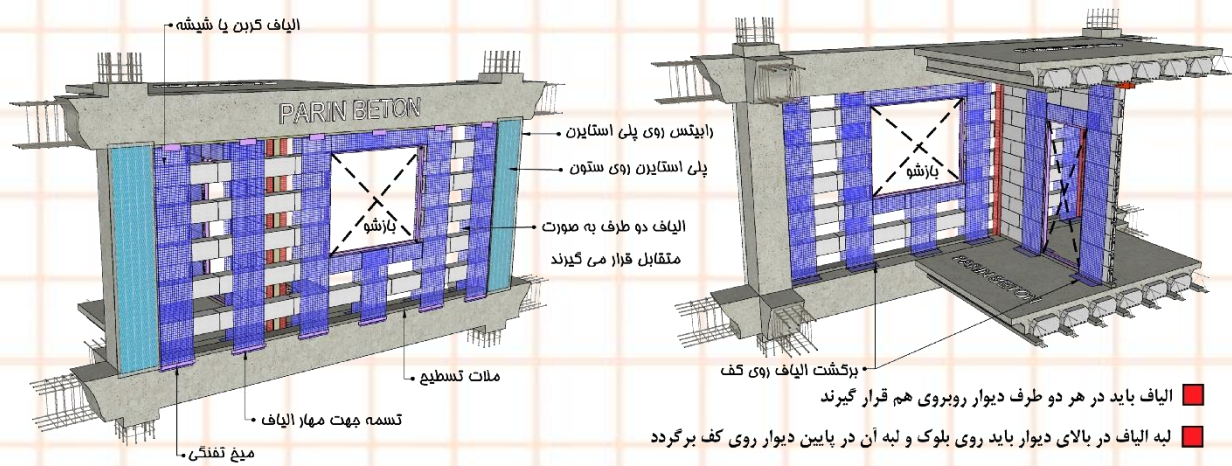 الیاف کربن یا شیشه
PARIN BETON
رابیتس روی پلی استایرن
پلی استایرن روی ستون
الیاف دو طرف به صورت
متقابل قرار می گیرند
بازشو
ملات تسطیح
تسمه جهت مهار الیاف
میخ تفنگی
بازشو
PARIN BETON
برگشت الیاف روی کف
الیاف باید در هر دو طرف دیوار روبروی هم قرار گیرند
لبه الیاف در بالای دیوار باید روی بلوک و لبه آن در پایین دیوار روی کف برگردد